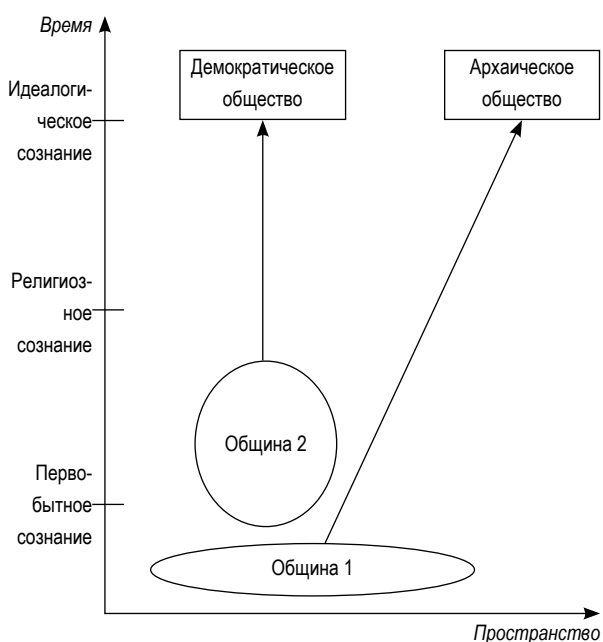 Время
Демократическое
общество
Архаическое
общество
Идеалоги-
ческое
сознание
Религиоз-
ное
сознание
Община 2
Перво-
бытное
сознание
Община 1
Пространство